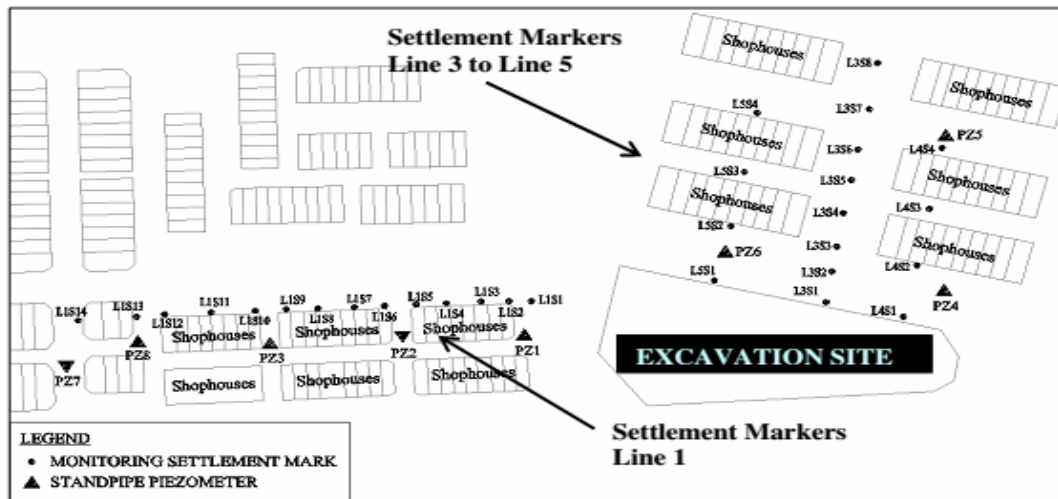 Settlement Markers
Line 3 to Line 5
Shophouses
L3S8
Shophouses
L5S4
L3S7
PZ5
Shophouses
L3S6
L4S4
Shophouses
L5S3
L3S5
Shophouses
L3S4
L4S3
L5S2
Shophouses
PZ6
L3S3
L4S2
L5S1
L3S2
PZ4
L3S1
L4S1
L1S14
L1S13
L1S12
L1S11
L1S10
L1S9
L1S8
L1S7
L1S6
L1S5
L1S4
L1S3
L1S2
L1S1
Shophouses
Shophouses
Shophouses
PZ8
PZ3
PZ2
PZ1
PZ7
Shophouses
Shophouses
Shophouses
EXCAVATION SITE
Settlement Markers
Line 1
LEGEND
MONITORING SETTLEMENT MARK
STANDPIPE PIEZOMETER